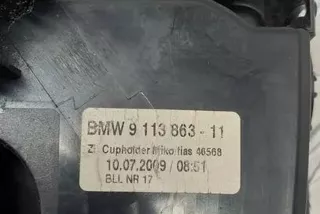 BMW 9 113 863 - 11
Cupholder 46568
10.07.2009 / 08:51
BLL NR 17